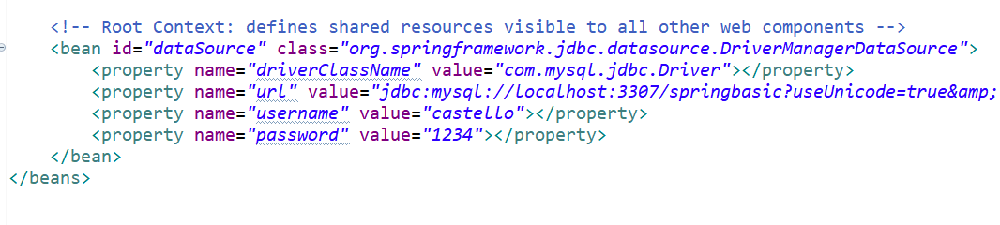 <!-- Root Context: defines shared resources visible to all other web components -->
<bean id="dataSource" class="org.springframework.jdbc.datasource.DriverManagerDataSource">
<property name="driverClassName" value="com.mysql.jdbc.Driver"></property>
<property name="url" value="jdbc:mysql://localhost:3307/springbasic?useUnicode=true&amp;
<property name="username" value="castello"></property>
<property name="password" value="1234"></property>
</bean>
</beans>